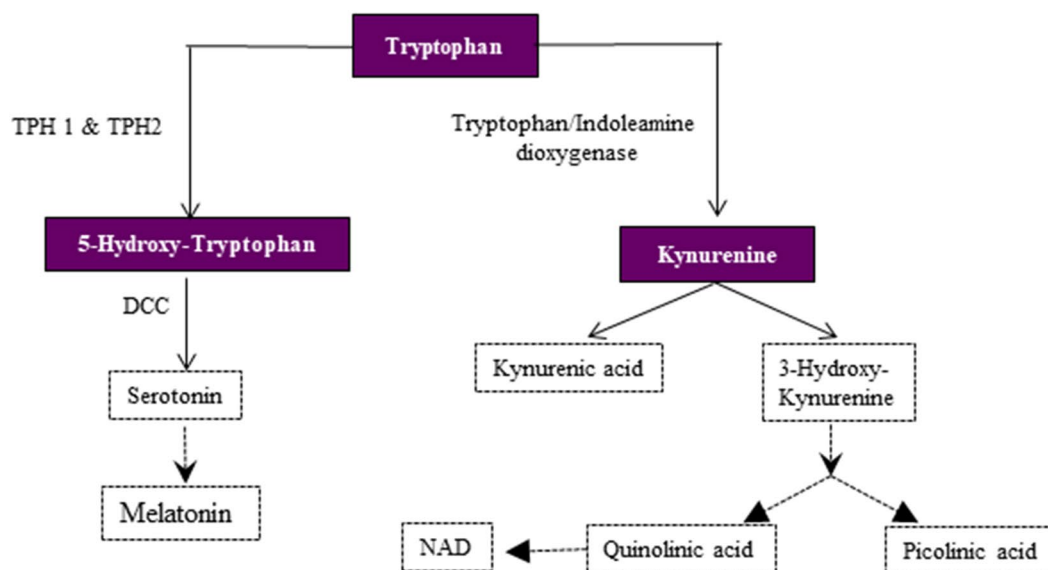 Tryptophan
TPH 1 & TPH2
Tryptophan/Indoleamine
dioxygenase
5-Hydroxy-Tryptophan
Kynurenine
DCC
Kynurenic acid
3-Hydroxy-
Kynurenine
Serotonin
Melatonin
NAD
Quinolinic acid
Picolinic acid